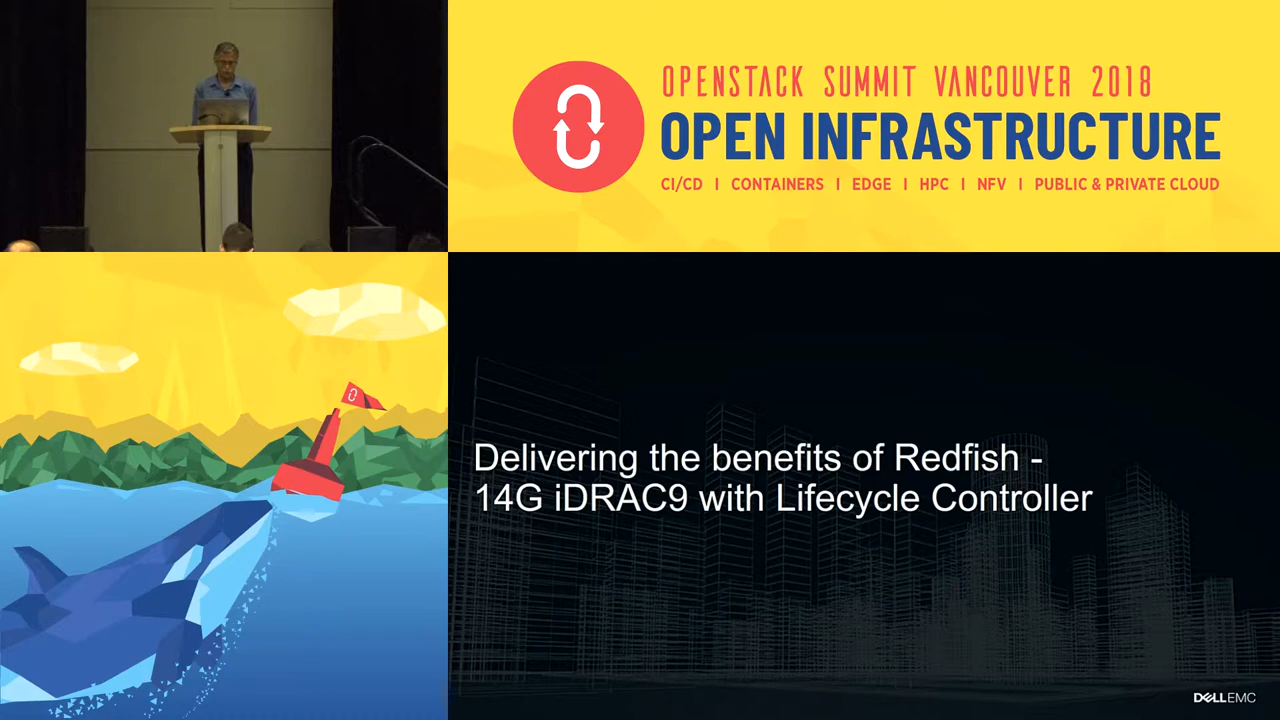 OPENSTACK SUMMIT VANCOUVER 2018
OPEN INFRASTRUCTURE
CI/CD | CONTAINERS | EDGE | HPC | NFV | PUBLIC & PRIVATE CLOUD
Delivering the benefits of Redfish -
14G iDRAC9 with Lifecycle Controller
DELLEMC